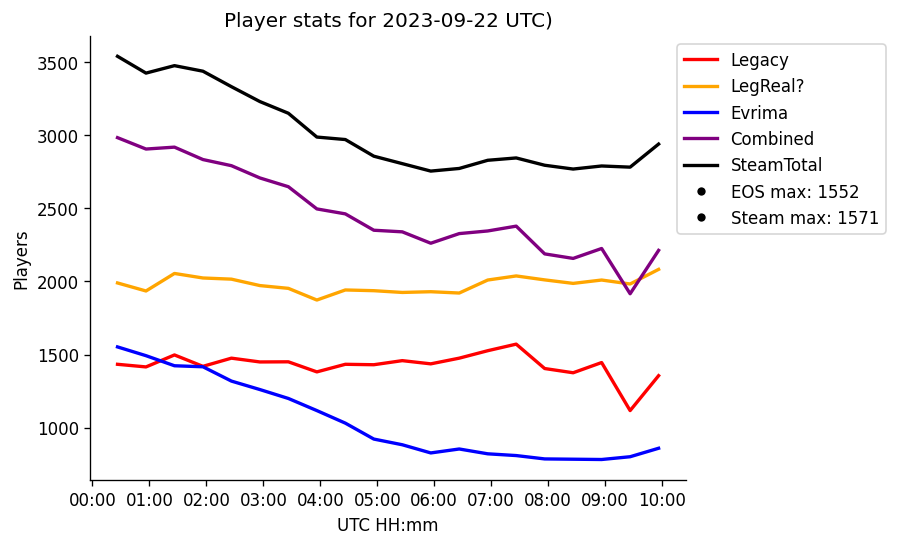 Player stats for 2023-09-22 UTC)
Legacy
LegReal?
Evrima
Combined
SteamTotal
EOS max: 1552
Steam max: 1571
Players
3500
3000
2500
2000
1500
1000
00:00 01:00 02:00 03:00 04:00 05:00 06:00 07:00 08:00 09:00 10:00
UTC HH:mm